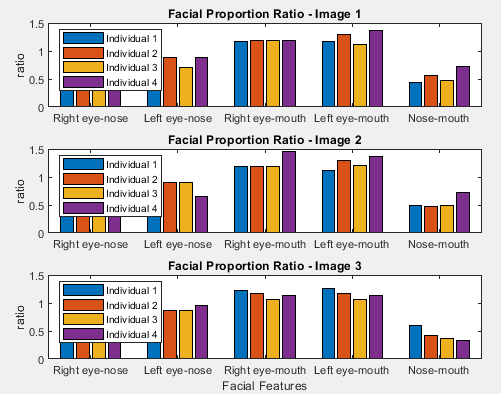 Facial Proportion Ratio - Image 1
1.5
1
0.5
0
ratio
Individual 1
Individual 2
Individual 3
Individual 4
Right eye-nose Left eye-nose Right eye-mouth Left eye-mouth Nose-mouth
Facial Proportion Ratio - Image 2
1.5
1
0.5
0
ratio
Individual 1
Individual 2
Individual 3
Individual 4
Right eye-nose Left eye-nose Right eye-mouth Left eye-mouth Nose-mouth
Facial Proportion Ratio - Image 3
1.5
1
0.5
0
ratio
Individual 1
Individual 2
Individual 3
Individual 4
Right eye-nose Left eye-nose Right eye-mouth Left eye-mouth Nose-mouth
Facial Features